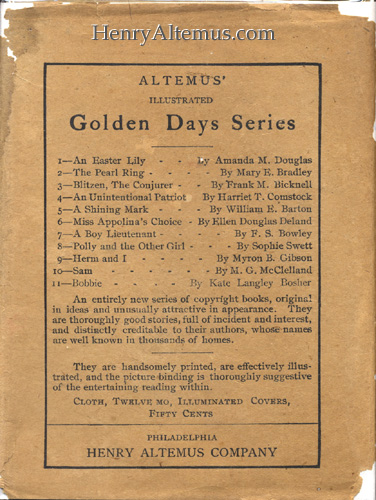 HenryAltemus.com
ALTEMUS'
ILLUSTRATED
Golden Days Series
1—An Easter Lily - - - By Amanda M. Douglas
2—The Pearl Ring - - - By Mary E. Bradley
3—Blitzen, The Conjurer - - By Frank M. Bicknell
4—An Unintentional Patriot By Harriet T. Comstock
5—A Shining Mark - - By William E. Barton
6—Miss Appolina's Choice - By Ellen Douglas Deland
7—A Boy Lieutenant - - - By F. S. Bowley
8—Polly and the Other Girl - - By Sophie Swett
9—Herm and I - - - - By Myron B. Gibson
10—Sam - - - - - By M. G. McClelland
11—Bobbie - - - By Kate Langley Bosher
An entirely new series of copyright books, original
in ideas and unusually attractive in appearance. They
are thoroughly good stories, full of incident and interest,
and distinctly creditable to their authors, whose names
are well known in thousands of homes.
They are handsomely printed, are effectively illus-
trated, and the picture binding is thoroughly suggestive
of the entertaining reading within.
CLOTH, TWELVE MO, ILLUMINATED COVERS,
FIFTY CENTS
PHILADELPHIA
HENRY ALTEMUS COMPANY